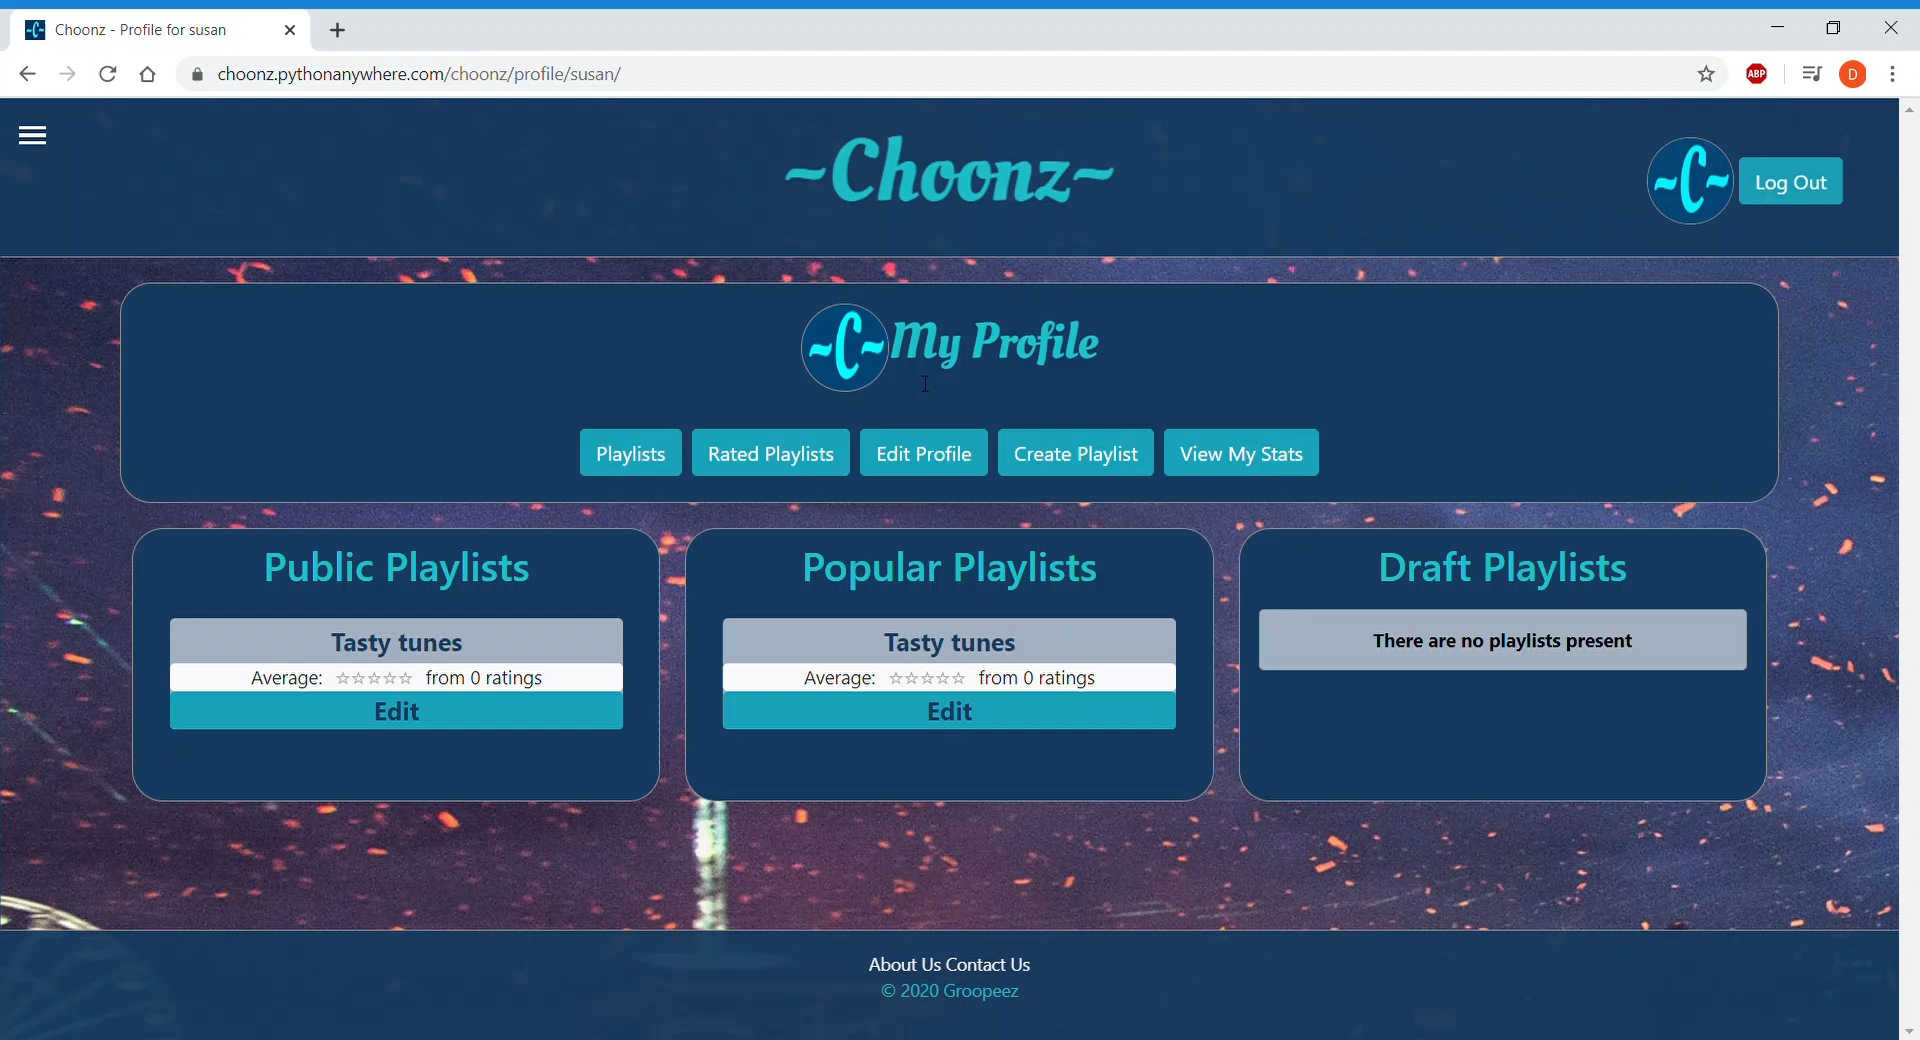 Choonz - Profile for susan
choonz.pythonanywhere.com/choonz/profile/susan/
ABP
D
~Choonz~
~C~
Log Out
~C~ My Profile
Playlists
Rated Playlists
Edit Profile
Create Playlist
View My Stats
Public Playlists
Tasty tunes
Average: ☆☆☆☆☆ from 0 ratings
Edit
Popular Playlists
Tasty tunes
Average: ☆☆☆☆☆ from 0 ratings
Edit
Draft Playlists
There are no playlists present
About Us Contact Us
© 2020 Groopeez